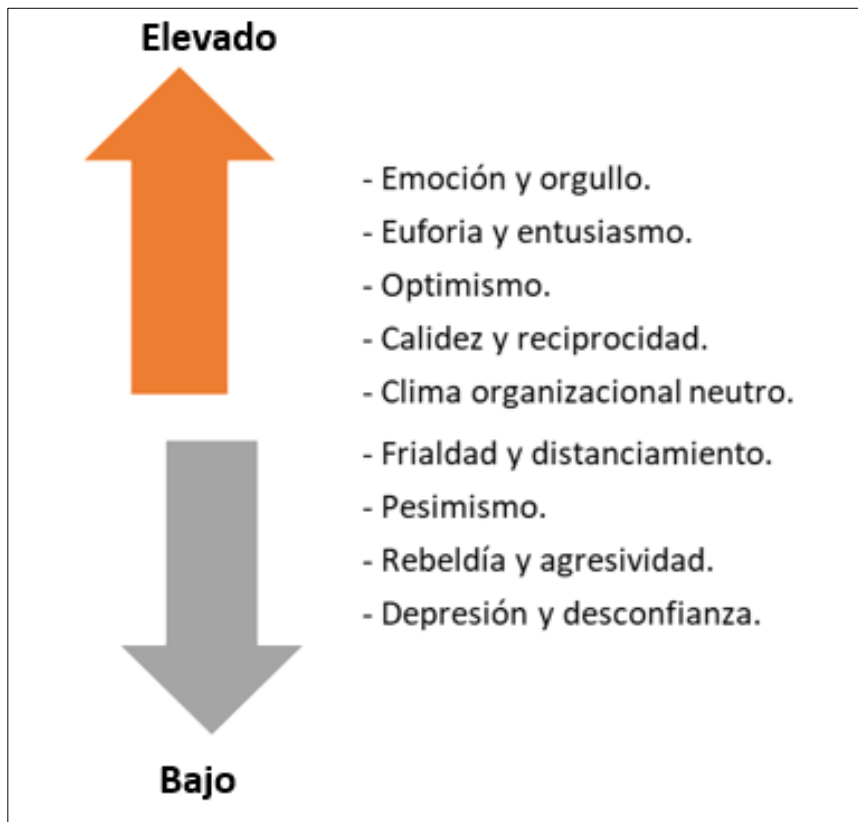 Elevado
- Emoción y orgullo.
- Euforia y entusiasmo.
- Optimismo.
- Calidez y reciprocidad.
- Clima organizacional neutro.
- Frialdad y distanciamiento.
- Pesimismo.
- Rebeldía y agresividad.
- Depresión y desconfianza.
Bajo